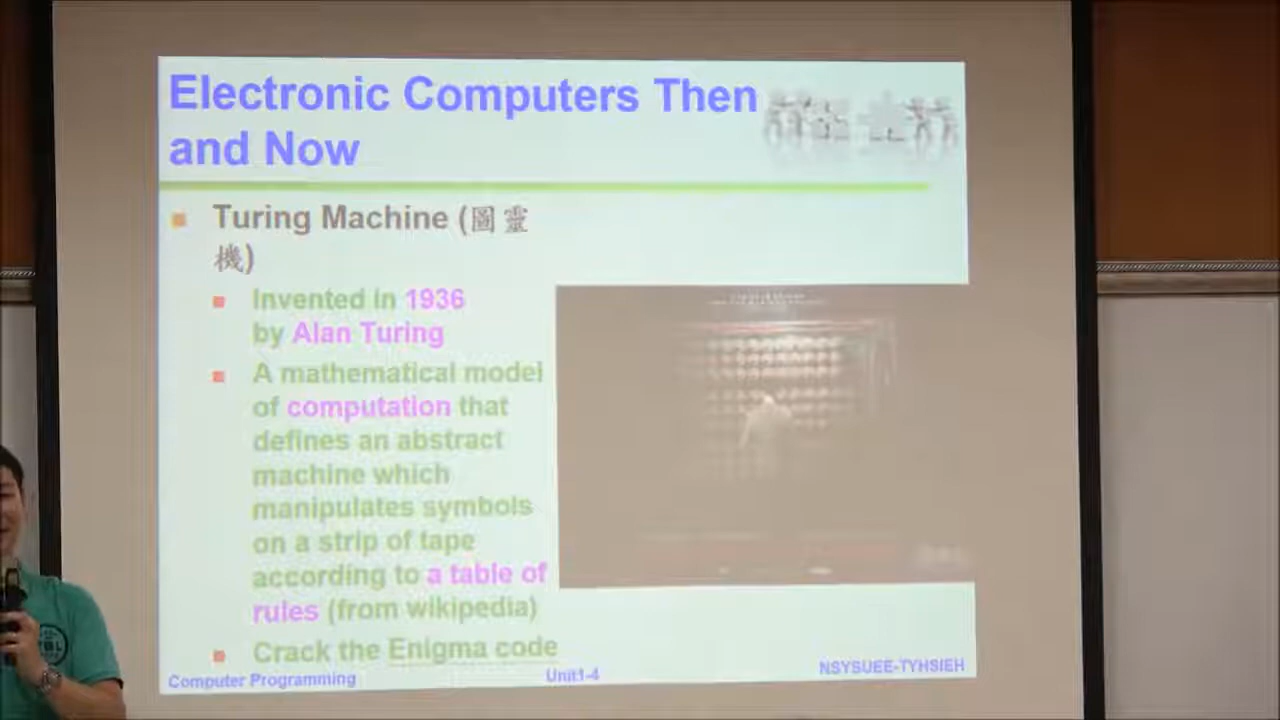 Electronic Computers Then
and Now
Turing Machine (圖靈
機)
Invented in 1936
by Alan Turing
A mathematical model
of computation that
defines an abstract
machine which
manipulates symbols
on a strip of tape
according to a table of
rules (from wikipedia)
Crack the Enigma code
Computer Programming
Unit1-4
NSYSUEE-TYHSIEH